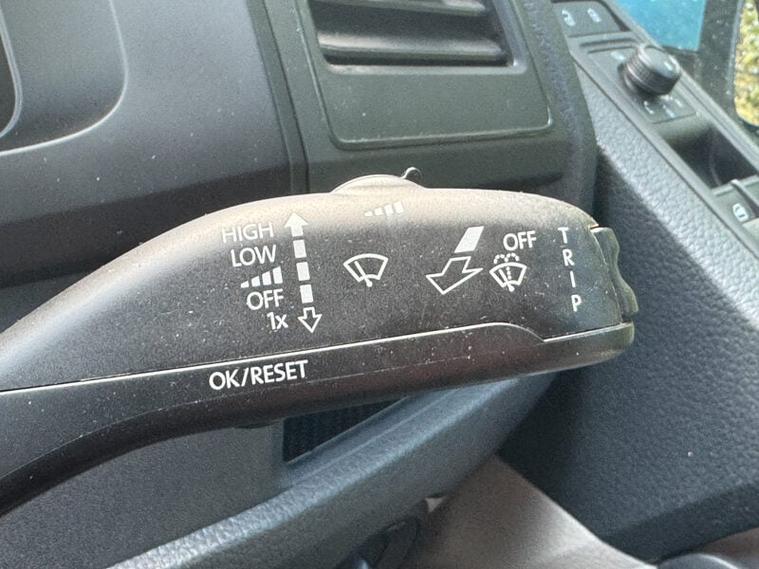 HIGH
LOW
OFF
1x
OFF
TRIP
OK/RESET